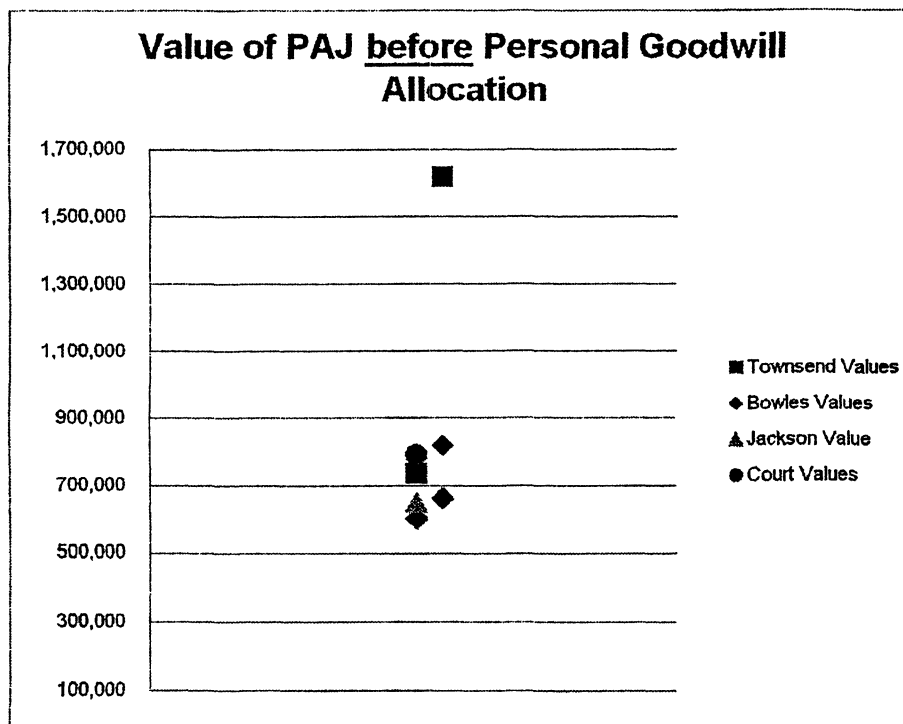 Value of PAJ before Personal Goodwill
Allocation
1,700,000
1,500,000
1,300,000
1,100,000
900,000
700,000
500,000
300,000
100,000
Townsend Values
Bowles Values
Jackson Value
Court Values